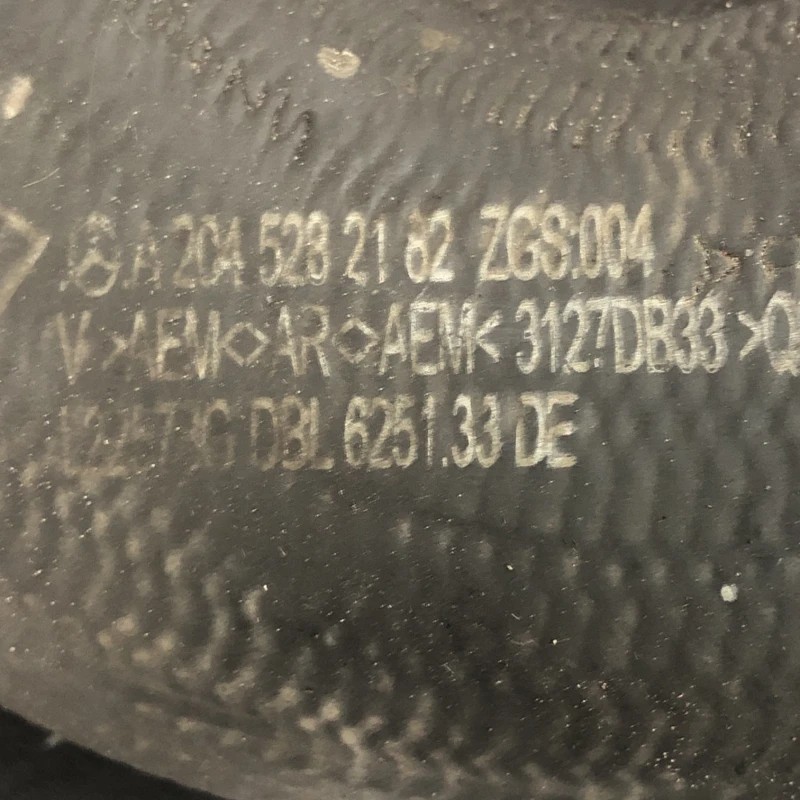 A 204 528 21 82 ZGS:004
V >AEM<>AR<>AEM< 3127DB33 >Q
DBL 6251.33 DE